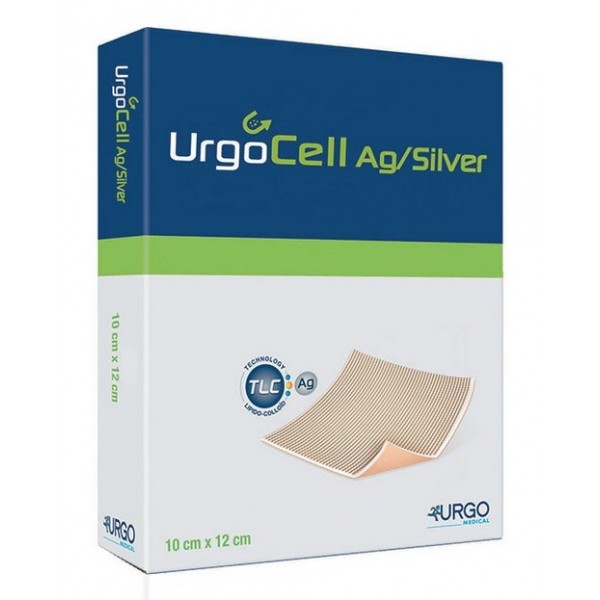 UrgoCell Ag/Silver
10 cm x 12 cm
UrgoCell Ag/Silver
TECHNOLOGY
TLC
LIPIDO-COLLOID
Ag
URGO
MEDICAL
10 cm x 12 cm